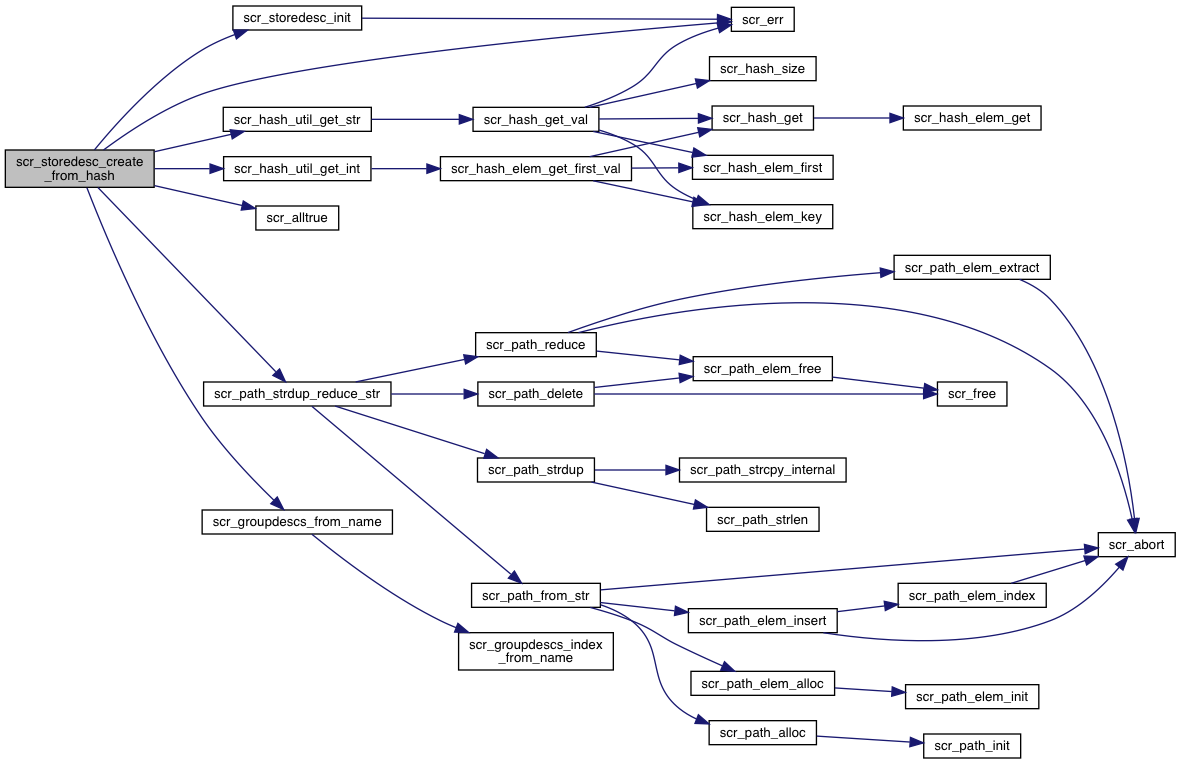 scr_storedesc_init
scr_err
scr_hash_size
scr_hash_util_get_str
scr_hash_get_val
scr_hash_get
scr_hash_elem_get
scr_storedesc_create
_from_hash
scr_hash_util_get_int
scr_hash_elem_get_first_val
scr_hash_elem_first
scr_alltrue
scr_hash_elem_key
scr_path_elem_extract
scr_path_reduce
scr_path_elem_free
scr_path_strdup_reduce_str
scr_path_delete
scr_free
scr_path_strdup
scr_path_strcpy_internal
scr_path_strlen
scr_groupdescs_from_name
scr_abort
scr_path_from_str
scr_path_elem_index
scr_path_elem_insert
scr_groupdescs_index
_from_name
scr_path_elem_alloc
scr_path_elem_init
scr_path_alloc
scr_path_init